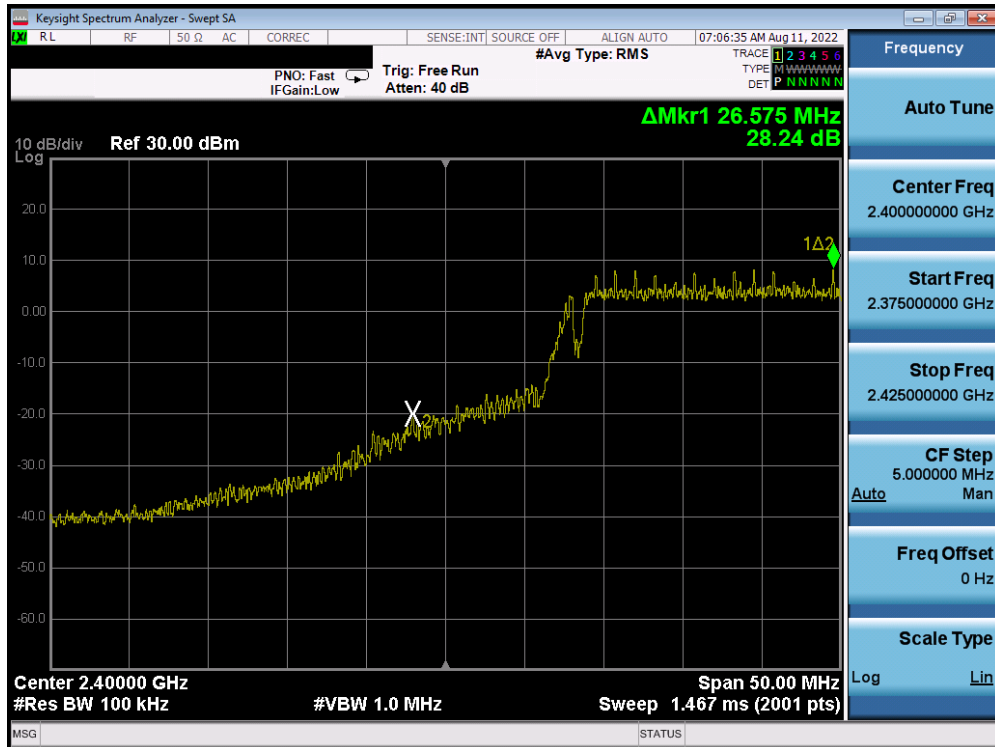 Keysight Spectrum Analyzer - Swept SA
LXI RL RF 50 Ω AC CORREC SENSE:INT SOURCE OFF ALIGN AUTO 07:06:35 AM Aug 11, 2022
#Avg Type: RMS TRACE 1 2 3 4 5 6
PNO: Fast Trig: Free Run TYPE M WWWWW
IFGain:Low Atten: 40 dB DET P N N N N N
ΔMkr1 26.575 MHz
28.24 dB
10 dB/div Ref 30.00 dBm
Log
20.0
10.0
0.00
-10.0
-20.0
-30.0
-40.0
-50.0
-60.0
1Δ2
X2
Center 2.40000 GHz Span 50.00 MHz
#Res BW 100 kHz #VBW 1.0 MHz Sweep 1.467 ms (2001 pts)
MSG STATUS
Frequency
Auto Tune
Center Freq
2.400000000 GHz
Start Freq
2.375000000 GHz
Stop Freq
2.425000000 GHz
CF Step
5.000000 MHz
Auto Man
Freq Offset
0 Hz
Scale Type
Log Lin